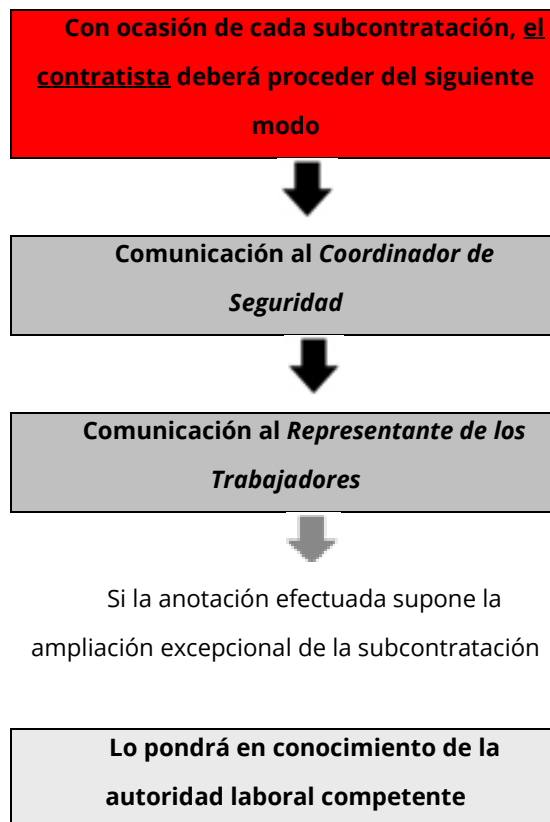 Con ocasión de cada subcontratación, el
contratista deberá proceder del siguiente
modo
Comunicación al Coordinador de
Seguridad
Comunicación al Representante de los
Trabajadores
Si la anotación efectuada supone la
ampliación excepcional de la subcontratación
Lo pondrá en conocimiento de la
autoridad laboral competente